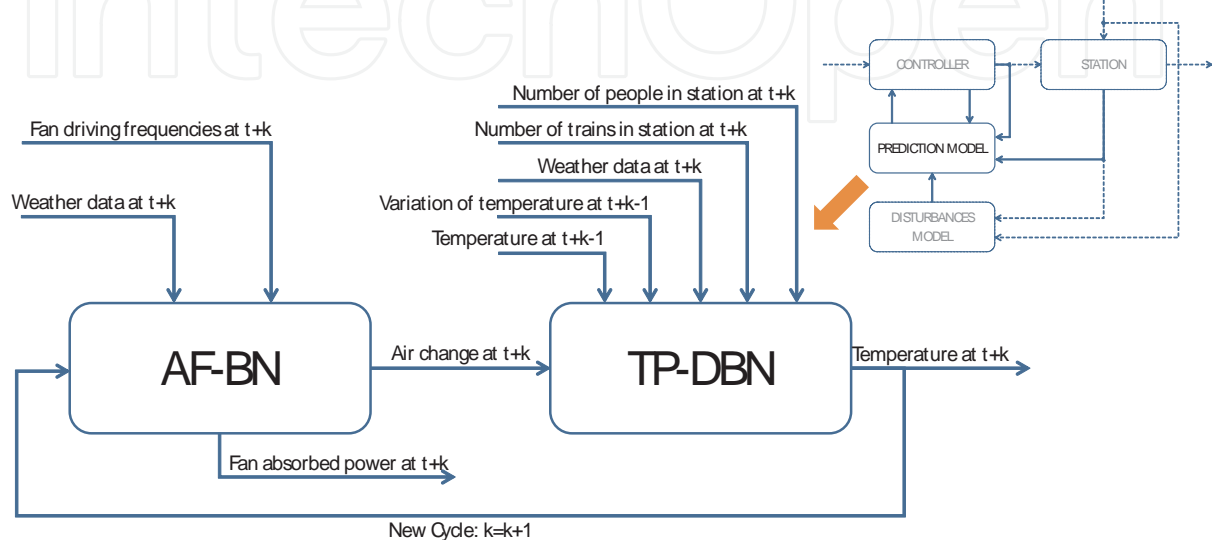 IntechOpen
CONTROLLER
STATION
Number of people in station at t+k
Fan driving frequencies at t+k
Number of trains in station at t+k
PREDICTION MODEL
Weather data at t+k
Weather data at t+k
Variation of temperature at t+k-1
DISTURBANCES
MODEL
Temperature at t+k-1
AF-BN
Air change at t+k
TP-DBN
Temperature at t+k
Fan absorbed power at t+k
New Cycle: k=k+1